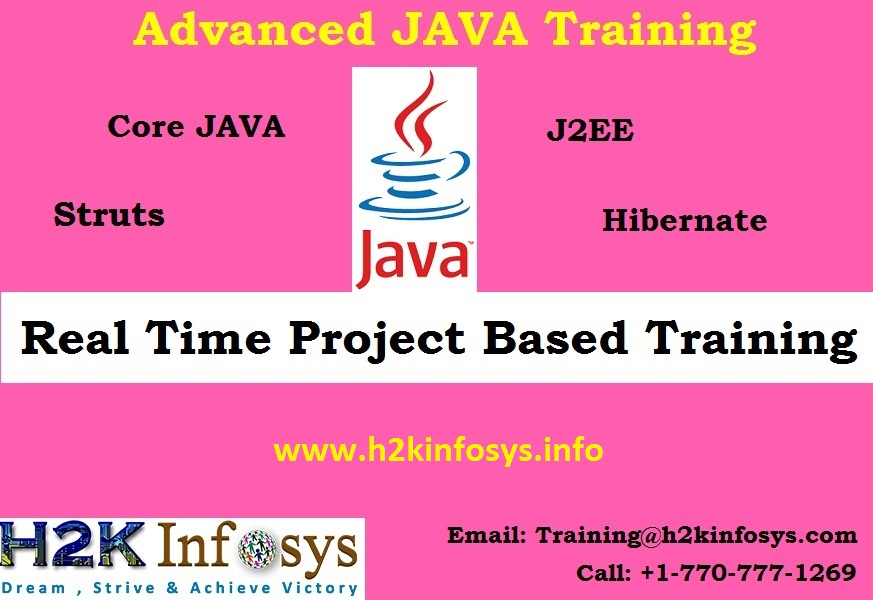 Advanced JAVA Training
Core JAVA
J2EE
Struts
Hibernate
Java™
Real Time Project Based Training
www.h2kinfosys.info
H2K Infosys
Dream , Strive & Achieve Victory
Email: Training@h2kinfosys.com
Call: +1-770-777-1269